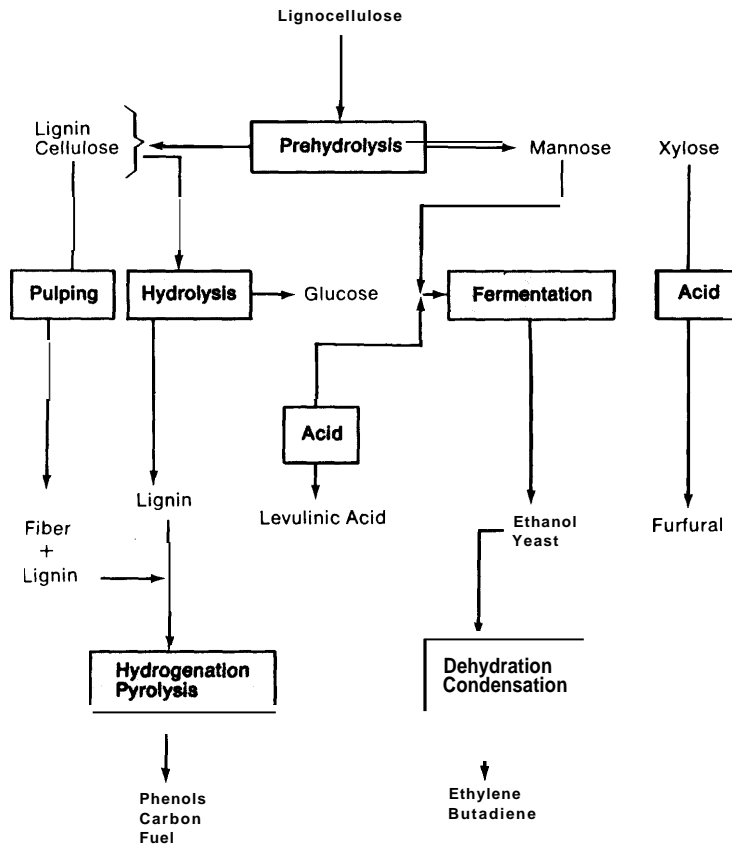 Lignocellulose
Lignin
Cellulose
Prehydrolysis
Mannose
Xylose
Pulping
Hydrolysis
Glucose
Fermentation
Acid
Acid
Lignin
Levulinic Acid
Ethanol
Yeast
Furfural
Fiber
+
Lignin
Hydrogenation
Pyrolysis
Dehydration
Condensation
Phenols
Carbon
Fuel
Ethylene
Butadiene